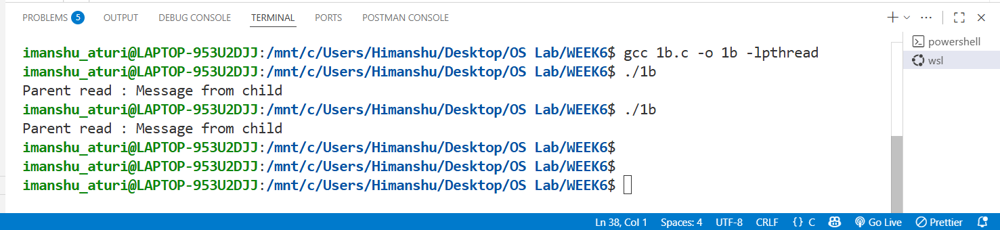 PROBLEMS 5 OUTPUT DEBUG CONSOLE TERMINAL PORTS POSTMAN CONSOLE
imanshu_aturi@LAPTOP-953U2DJJ:/mnt/c/Users/Himanshu/Desktop/OS Lab/WEEK6$ gcc 1b.c -o 1b -lpthread
imanshu_aturi@LAPTOP-953U2DJJ:/mnt/c/Users/Himanshu/Desktop/OS Lab/WEEK6$ ./1b
Parent read : Message from child
imanshu_aturi@LAPTOP-953U2DJJ:/mnt/c/Users/Himanshu/Desktop/OS Lab/WEEK6$ ./1b
Parent read : Message from child
imanshu_aturi@LAPTOP-953U2DJJ:/mnt/c/Users/Himanshu/Desktop/OS Lab/WEEK6$
imanshu_aturi@LAPTOP-953U2DJJ:/mnt/c/Users/Himanshu/Desktop/OS Lab/WEEK6$
imanshu_aturi@LAPTOP-953U2DJJ:/mnt/c/Users/Himanshu/Desktop/OS Lab/WEEK6$
powershell
wsl
Ln 38, Col 1 Spaces: 4 UTF-8 CRLF {} C Go Live Prettier